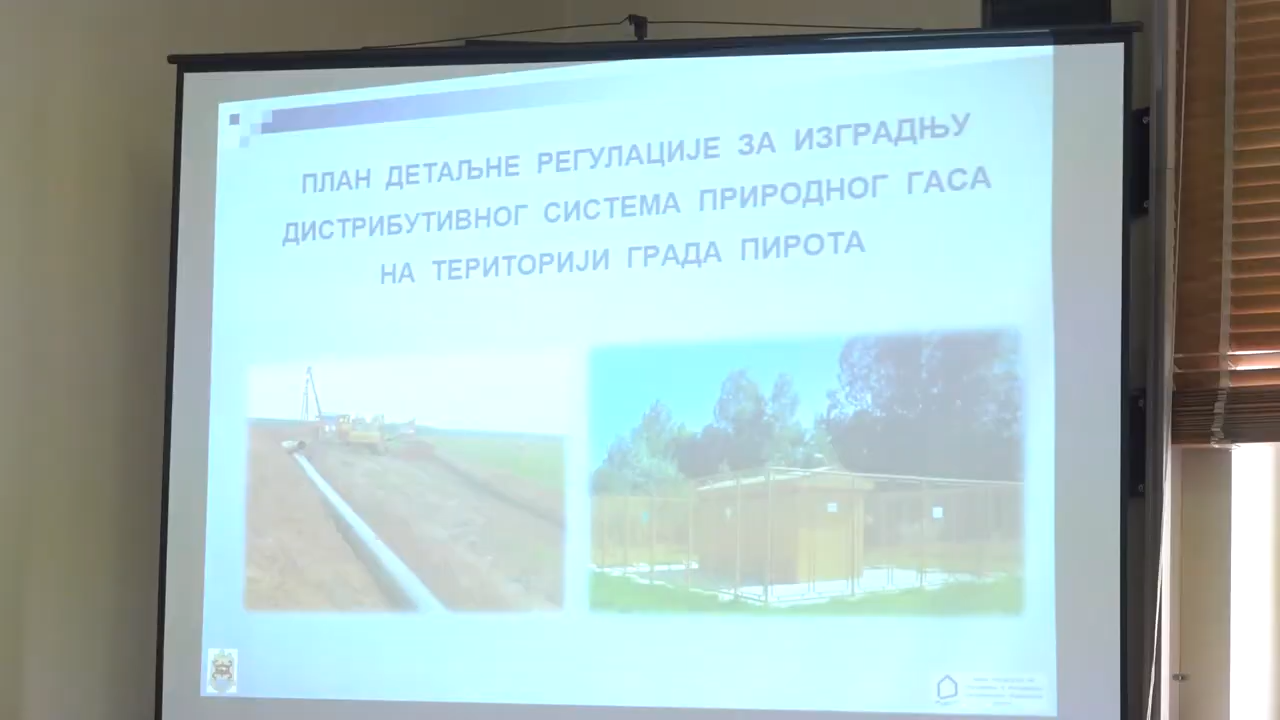 ПЛАН ДЕТАЉНЕ РЕГУЛАЦИЈЕ ЗА ИЗГРАДЊУ
ДИСТРИБУТИВНОГ СИСТЕМА ПРИРОДНОГ ГАСА
НА ТЕРИТОРИЈИ ГРАДА ПИРОТА